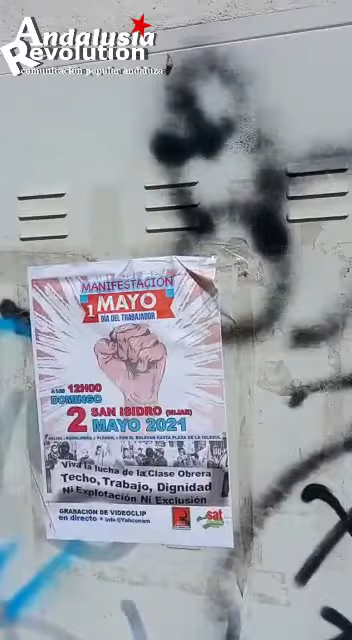 Andalusia
Revolution
comunicación popular andaluza
MANIFESTACION
1 MAYO
DÍA DEL TRABAJADOR
A LAS 12H00
DOMINGO
2 SAN ISIDRO (NIJAR)
MAYO 2021
Viva la lucha de la Clase Obrera
Techo, Trabajo, Dignidad
Ni Explotación Ni Exclusión
GRABACION DE VIDEOCLIP
en directo
sat